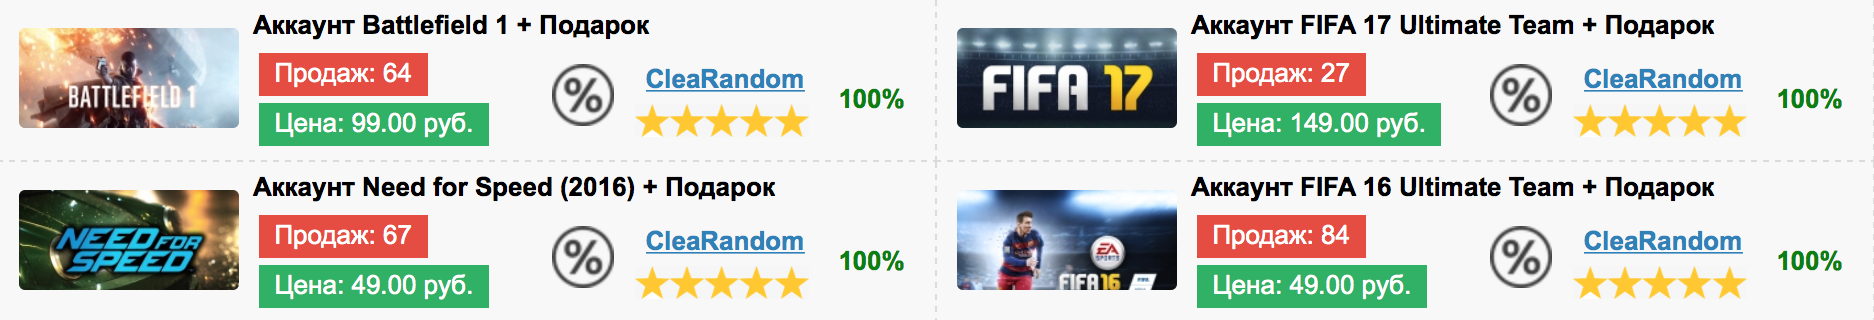 Аккаунт Battlefield 1 + Подарок
BATTLEFIELD 1
Продаж: 64
Цена: 99.00 руб.
%
CleaRandom
100%
Аккаунт FIFA 17 Ultimate Team + Подарок
FIFA 17
Продаж: 27
Цена: 149.00 руб.
%
CleaRandom
100%
Аккаунт Need for Speed (2016) + Подарок
NEED FOR
SPEED
Продаж: 67
Цена: 49.00 руб.
%
CleaRandom
100%
Аккаунт FIFA 16 Ultimate Team + Подарок
EA
SPORTS
FIFA 16
Продаж: 84
Цена: 49.00 руб.
%
CleaRandom
100%